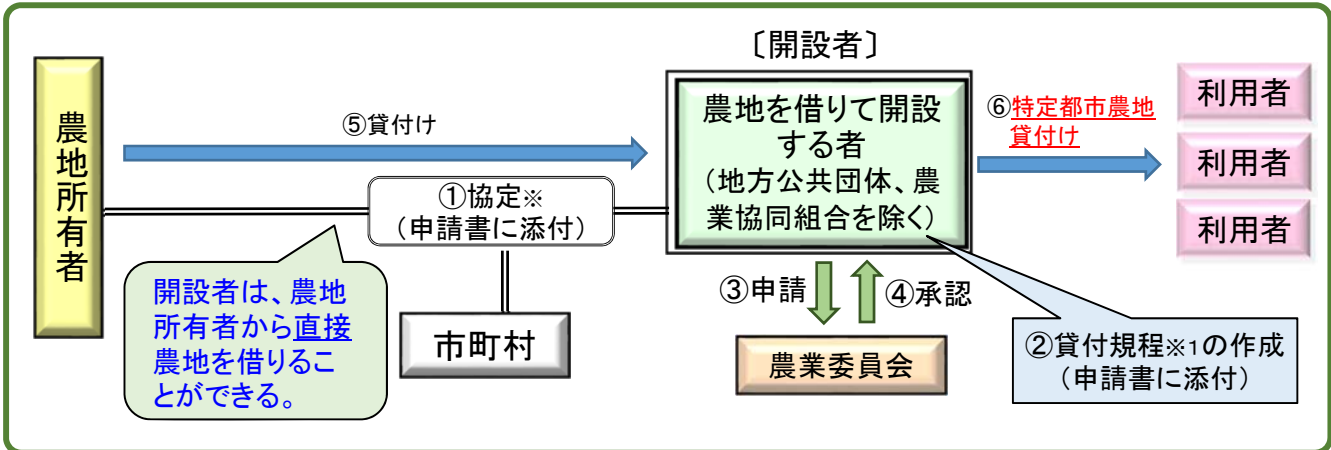 〔開設者〕
農地所有者
⑤貸付け
農地を借りて開設
する者
(地方公共団体、農
業協同組合を除く)
⑥特定都市農地
貸付け
利用者
利用者
利用者
①協定※
(申請書に添付)
開設者は、農地
所有者から直接
農地を借りるこ
とができる。
市町村
③申請
④承認
農業委員会
②貸付規程※1の作成
(申請書に添付)